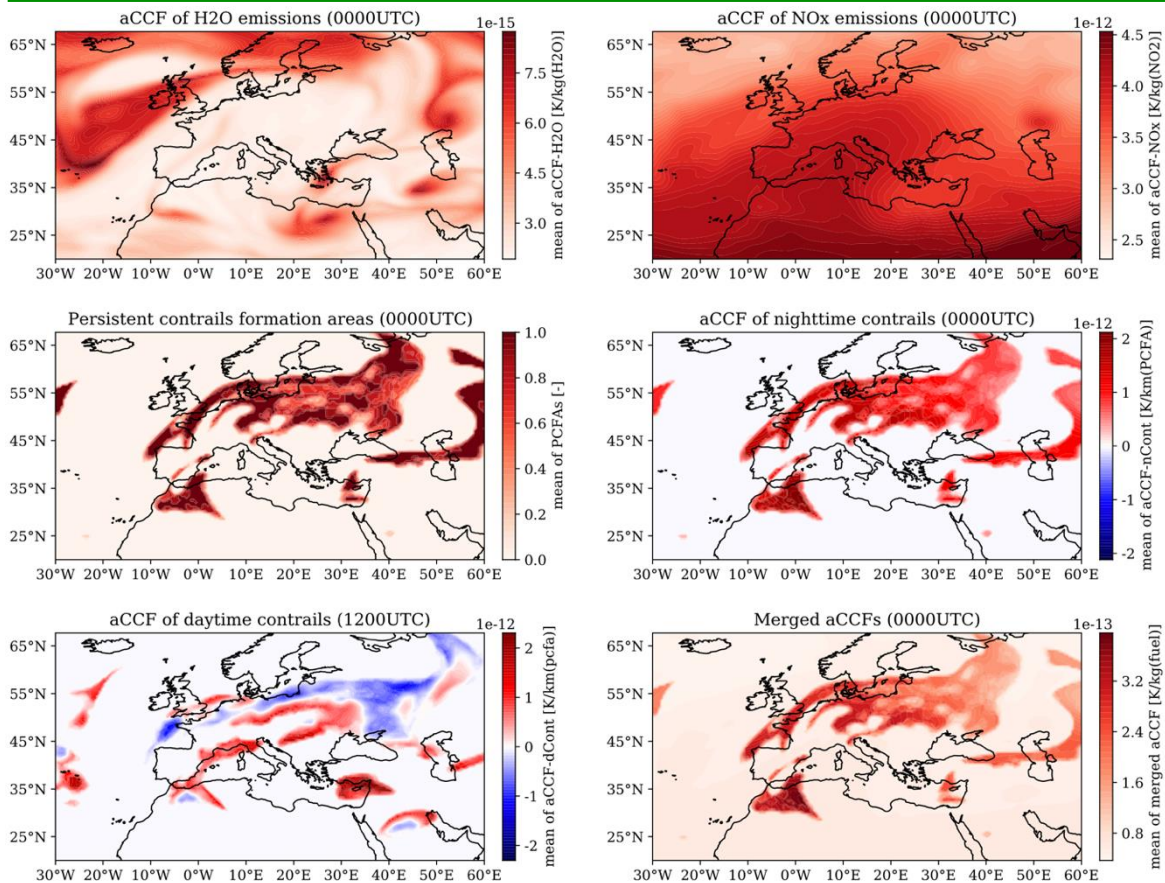 aCCF of H2O emissions (0000UTC)
1e-15
65°N
55°N
45°N
35°N
25°N
30°W 20°W 10°W 0°W 10°E 20°E 30°E 40°E 50°E 60°E
7.5
6.0
4.5
3.0
mean of aCCF-H2O [K/kg(H2O)]
aCCF of NOx emissions (0000UTC)
1e-12
65°N
55°N
45°N
35°N
25°N
30°W 20°W 10°W 0°W 10°E 20°E 30°E 40°E 50°E 60°E
4.5
4.0
3.5
3.0
2.5
mean of aCCF-NOx [K/kg(NO2)]
Persistent contrails formation areas (0000UTC)
65°N
55°N
45°N
35°N
25°N
30°W 20°W 10°W 0°W 10°E 20°E 30°E 40°E 50°E 60°E
1.0
0.8
0.6
0.4
0.2
0.0
mean of PCFAs [-]
aCCF of nighttime contrails (0000UTC)
1e-12
65°N
55°N
45°N
35°N
25°N
30°W 20°W 10°W 0°W 10°E 20°E 30°E 40°E 50°E 60°E
2
1
0
-1
-2
mean of aCCF-nCont [K/km(PCFA)]
aCCF of daytime contrails (1200UTC)
1e-12
65°N
55°N
45°N
35°N
25°N
30°W 20°W 10°W 0°W 10°E 20°E 30°E 40°E 50°E 60°E
2
1
0
-1
-2
mean of aCCF-dCont [K/km(pcfa)]
Merged aCCFs (0000UTC)
1e-13
65°N
55°N
45°N
35°N
25°N
30°W 20°W 10°W 0°W 10°E 20°E 30°E 40°E 50°E 60°E
3.2
2.4
1.6
0.8
mean of merged aCCF [K/kg(fuel)]